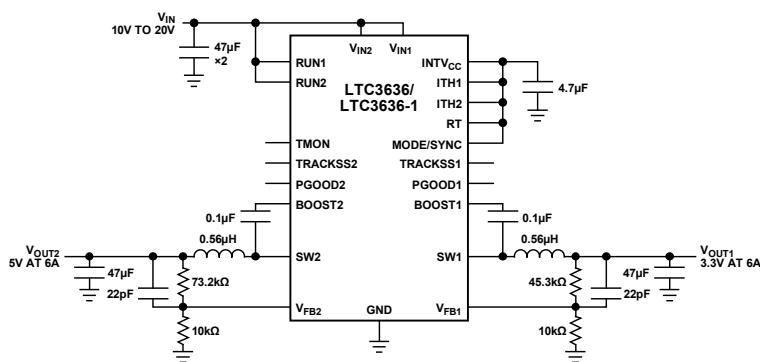 VIN
10V TO 20V
47µF
×2
VIN2
VIN1
RUN1
RUN2
LTC3636/
LTC3636-1
INTVCC
ITH1
ITH2
RT
MODE/SYNC
4.7µF
TMON
TRACKSS2
PGOOD2
BOOST2
TRACKSS1
PGOOD1
BOOST1
0.1µF
0.1µF
0.56µH
0.56µH
VOUT2
5V AT 6A
SW2
SW1
VOUT1
3.3V AT 6A
47µF
73.2kΩ
22pF
45.3kΩ
47µF
22pF
VFB2
GND
VFB1
10kΩ
10kΩ